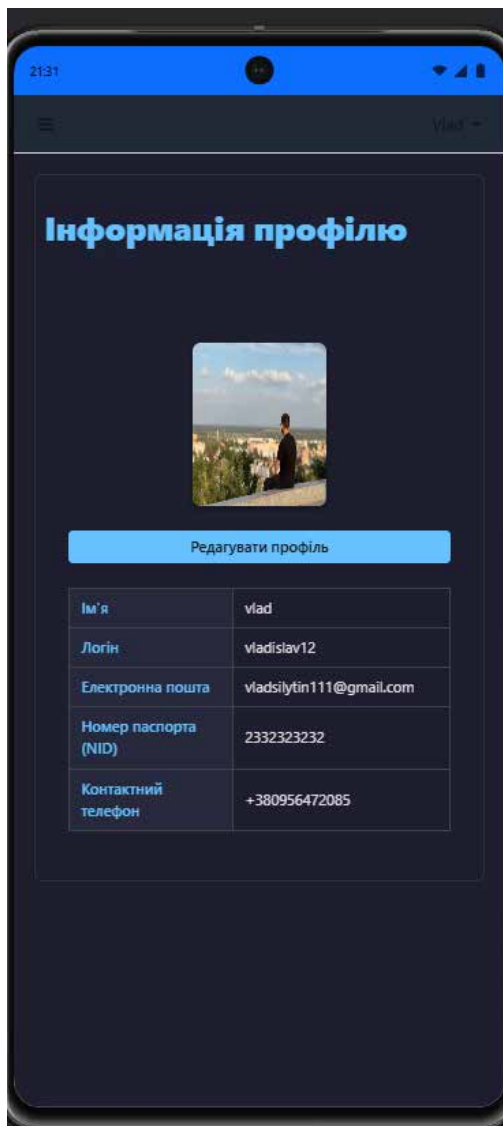 21:31
Vlad
Інформація профілю
Редагувати профіль
Ім'я vlad
Логін vladislav12
Електронна пошта vladsilytin111@gmail.com
Номер паспорта
(NID) 2332323232
Контактний
телефон +380956472085